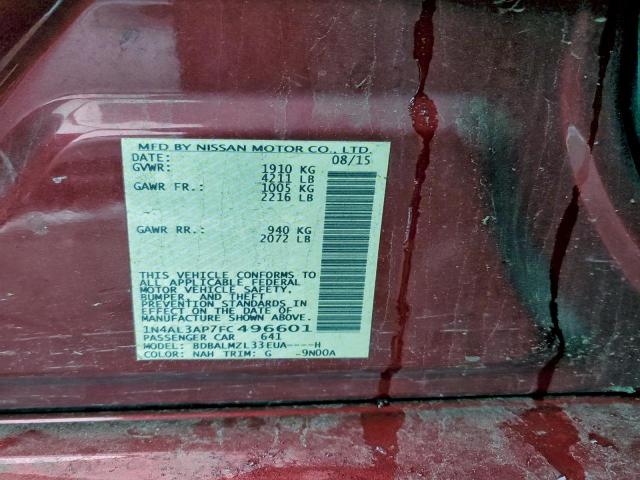 MFD BY NISSAN MOTOR CO., LTD.
DATE: 08/15
GVWR: 1910 KG
4211 LB
GAWR FR.: 1005 KG
2216 LB
GAWR RR.: 940 KG
2072 LB
THIS VEHICLE CONFORMS TO
ALL APPLICABLE FEDERAL
MOTOR VEHICLE SAFETY,
BUMPER, AND THEFT
PREVENTION STANDARDS IN
EFFECT ON THE DATE OF
MANUFACTURE SHOWN ABOVE.
1N4AL3AP7FC496601
PASSENGER CAR 641
MODEL: BDBALMZL33EUA----H
COLOR: NAH TRIM: G -9N00A